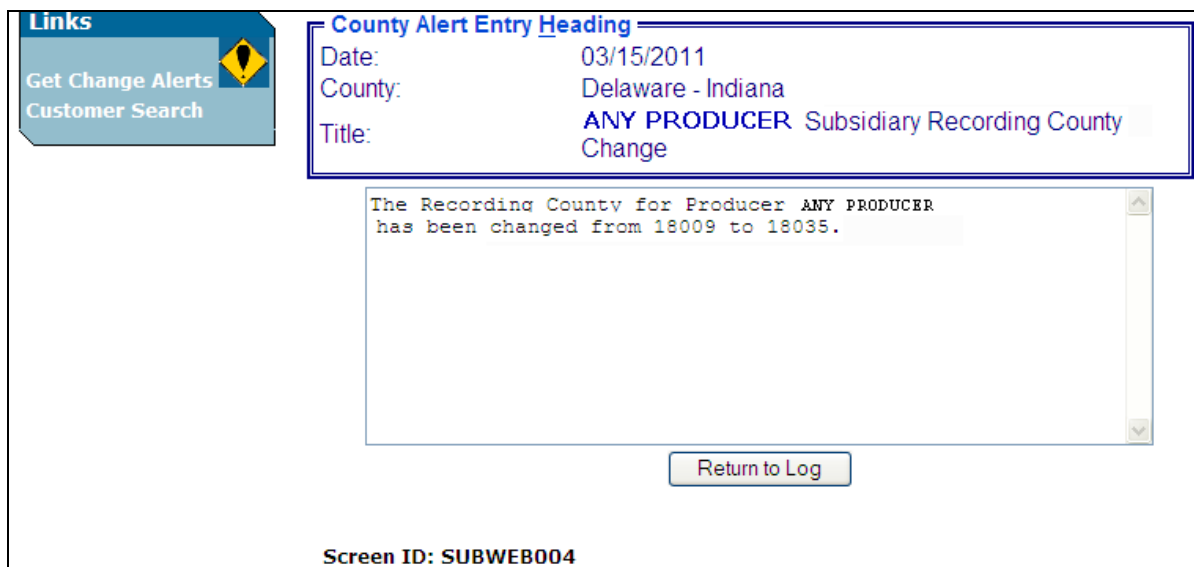 Links
Get Change Alerts
Customer Search
County Alert Entry Heading
Date: 03/15/2011
County: Delaware - Indiana
Title: ANY PRODUCER Subsidiary Recording County
Change
The Recording County for Producer ANY PRODUCER
has been changed from 18009 to 18035.
Return to Log
Screen ID: SUBWEB004